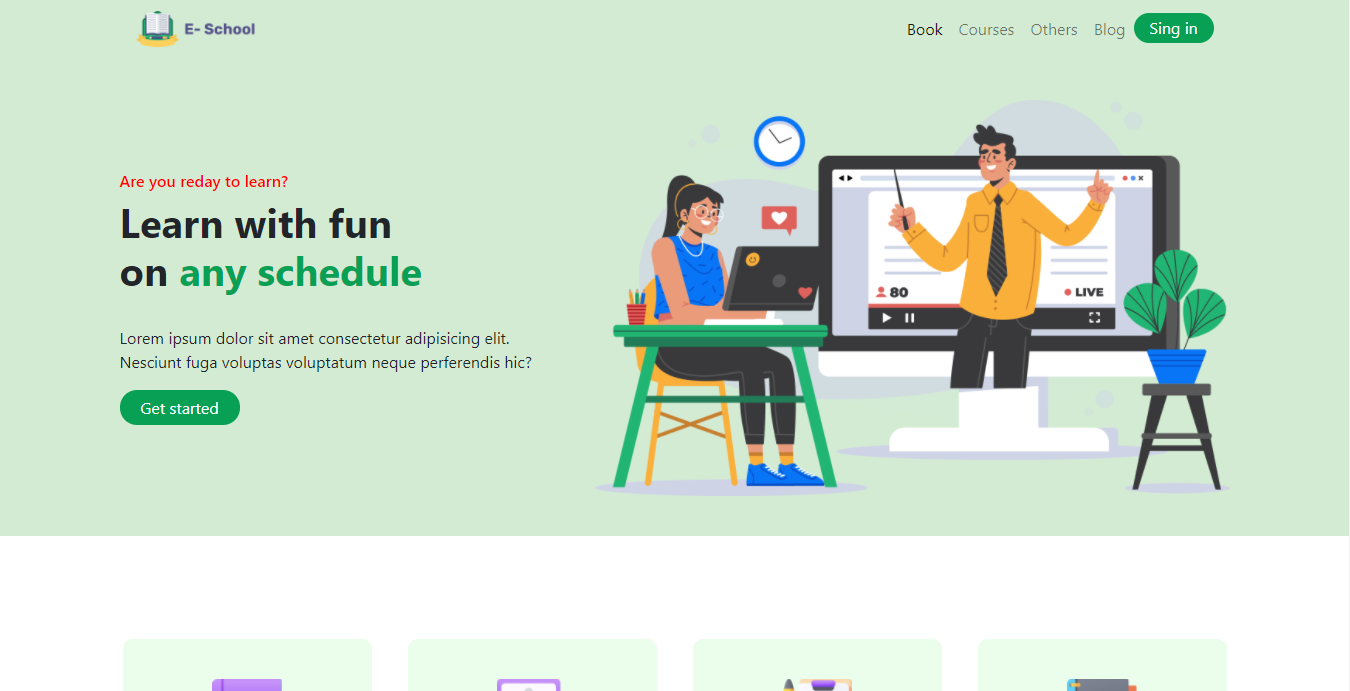 E- School
Book Courses Others Blog Sing in
Are you reday to learn?
Learn with fun
on any schedule
Lorem ipsum dolor sit amet consectetur adipisicing elit.
Nesciunt fuga voluptas voluptatum neque perferendis hic?
Get started
80
LIVE